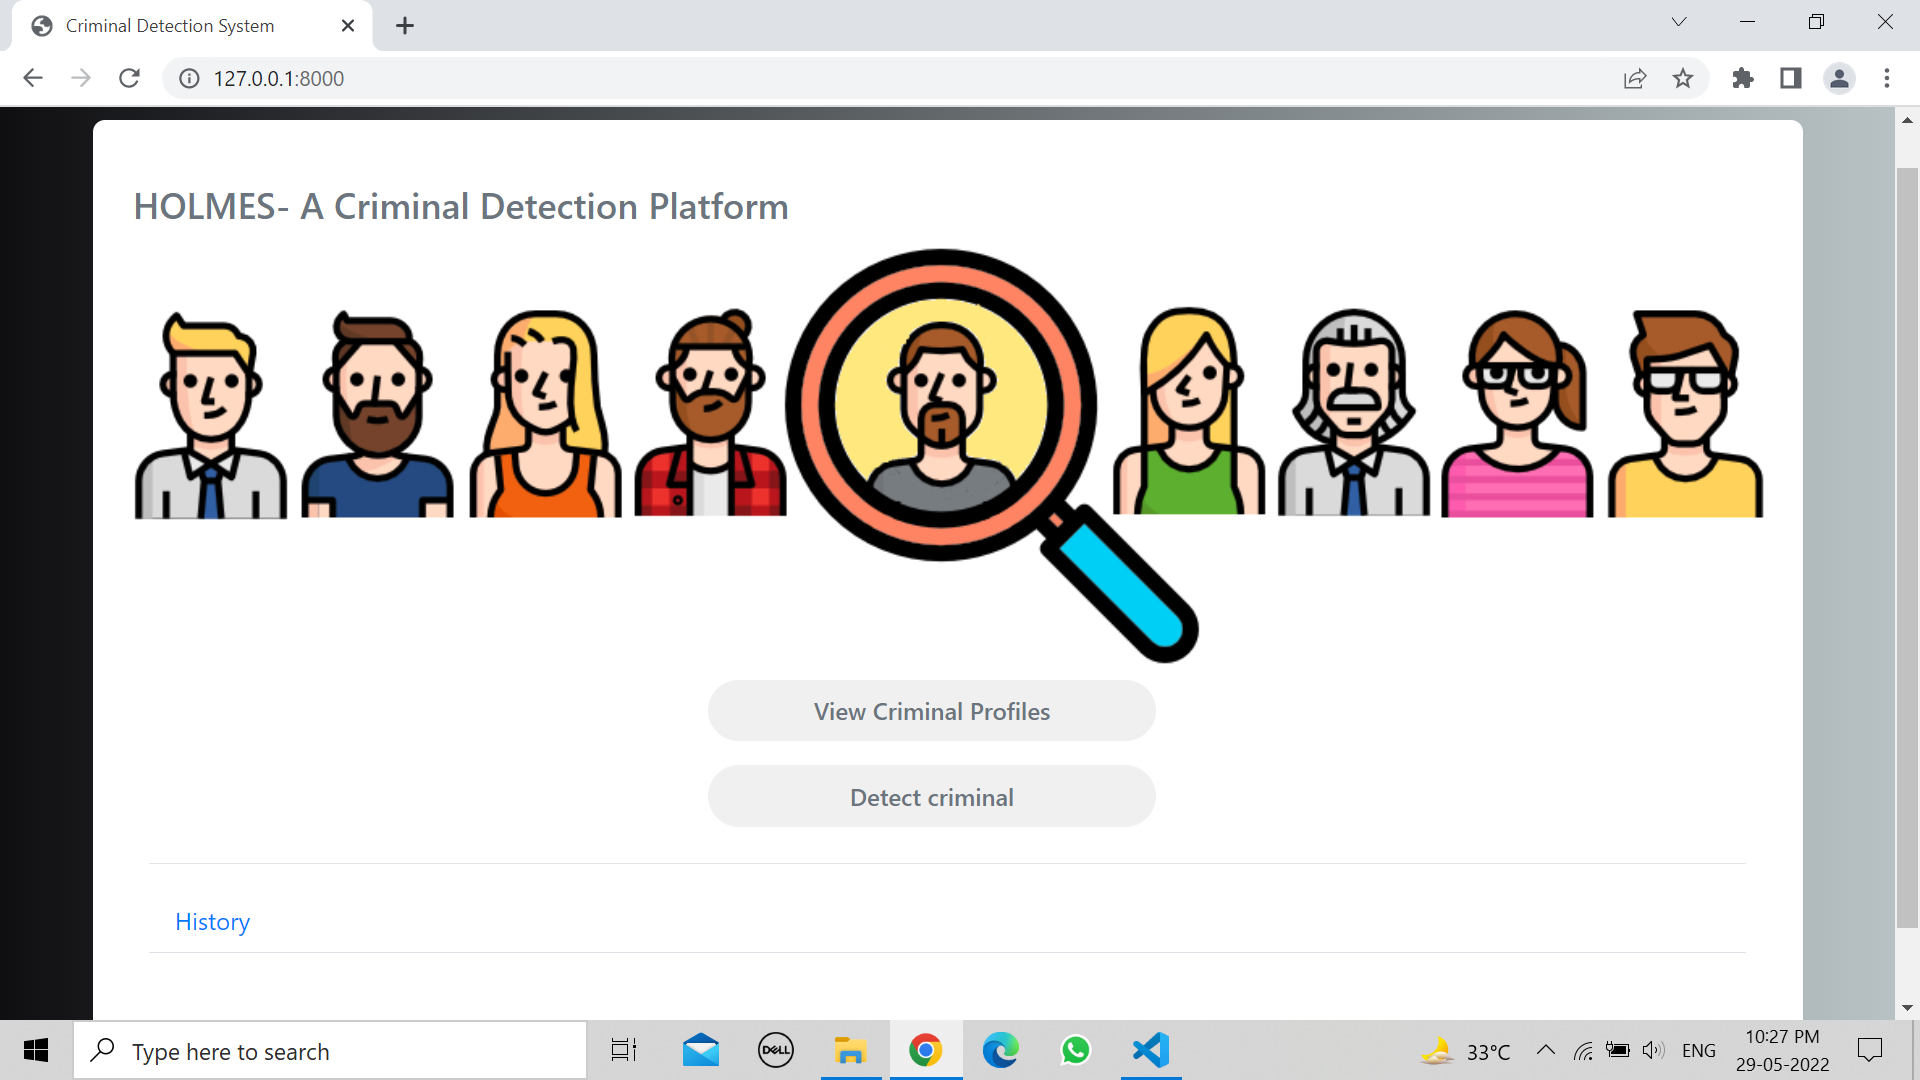 Criminal Detection System
127.0.0.1:8000
HOLMES- A Criminal Detection Platform
View Criminal Profiles
Detect criminal
History
Type here to search
DELL
33°C
ENG
10:27 PM
29-05-2022